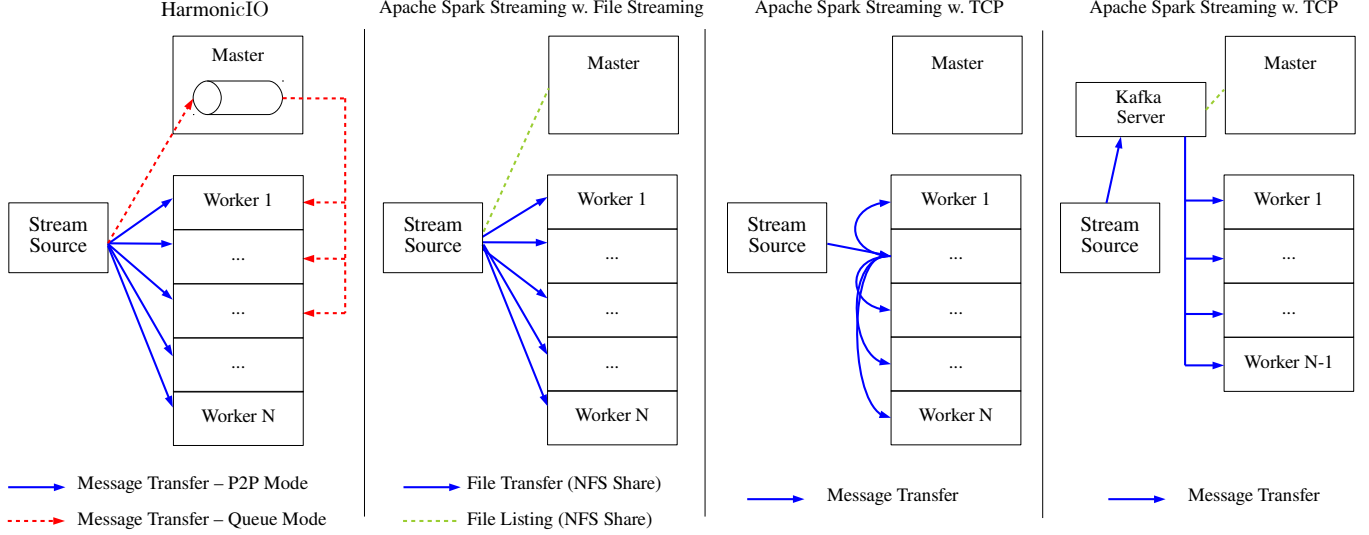 HarmonicIO
Master
Stream
Source
Worker 1
...
...
...
Worker N
Message Transfer – P2P Mode
Message Transfer – Queue Mode
Apache Spark Streaming w. File Streaming
Master
Stream
Source
Worker 1
...
...
...
Worker N
File Transfer (NFS Share)
File Listing (NFS Share)
Apache Spark Streaming w. TCP
Master
Stream
Source
Worker 1
...
...
...
Worker N
Message Transfer
Apache Spark Streaming w. TCP
Master
Kafka
Server
Stream
Source
Worker 1
...
...
Worker N-1
Message Transfer